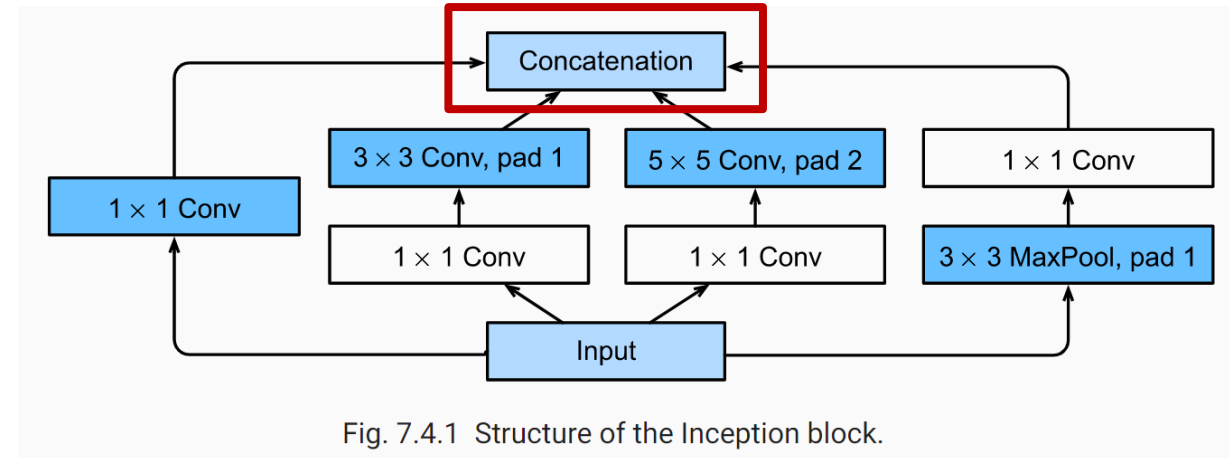 Concatenation
3 × 3 Conv, pad 1
5 × 5 Conv, pad 2
1 × 1 Conv
1 × 1 Conv
1 × 1 Conv
1 × 1 Conv
3 × 3 MaxPool, pad 1
Input
Fig. 7.4.1 Structure of the Inception block.